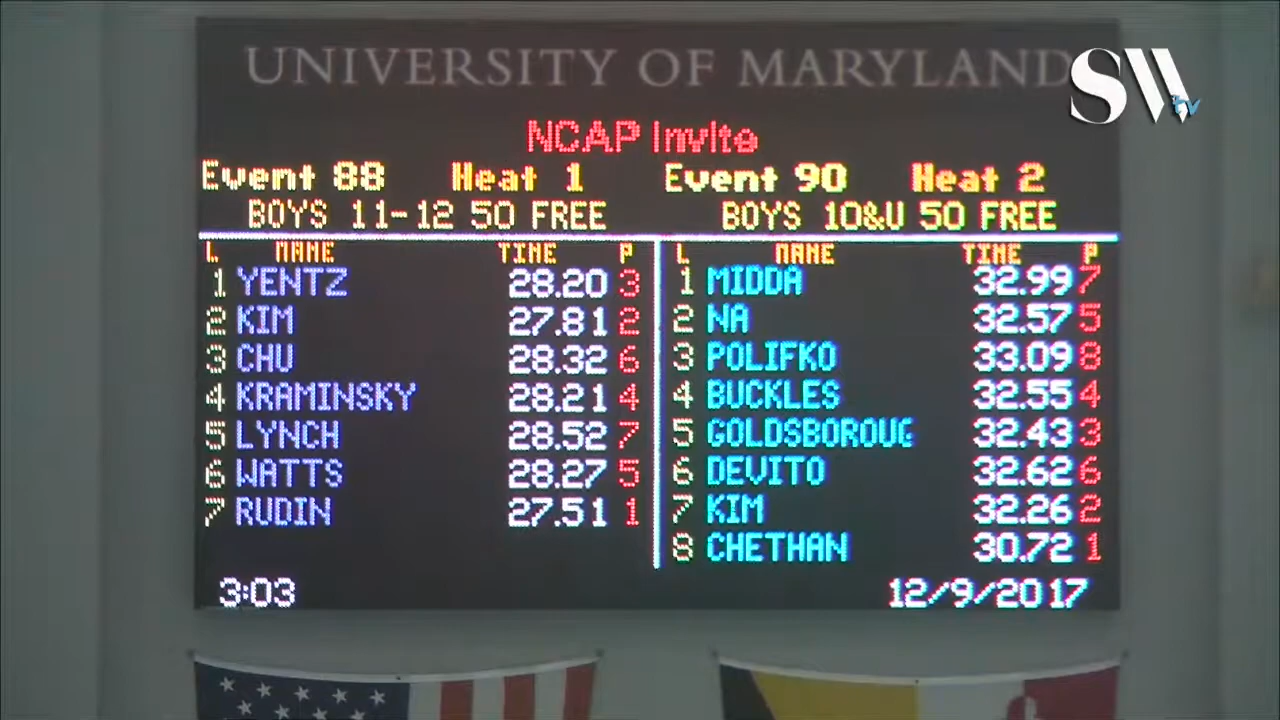 UNIVERSITY OF MARYLAND
SW TV
NCAP Invite
Event 88 Heat 1
BOYS 11-12 50 FREE
L NAME TIME P
1 YENTZ 28.20 3
2 KIM 27.81 2
3 CHU 28.32 6
4 KRAMINSKY 28.21 4
5 LYNCH 28.52 7
6 WATTS 28.27 5
7 RUDIN 27.51 1
Event 90 Heat 2
BOYS 10&U 50 FREE
L NAME TIME P
1 MIDDA 32.99 7
2 NA 32.57 5
3 POLIFKO 33.09 8
4 BUCKLES 32.55 4
5 GOLDSBOROUG 32.43 3
6 DEVITO 32.62 6
7 KIM 32.26 2
8 CHETHAN 30.72 1
3:03
12/9/2017